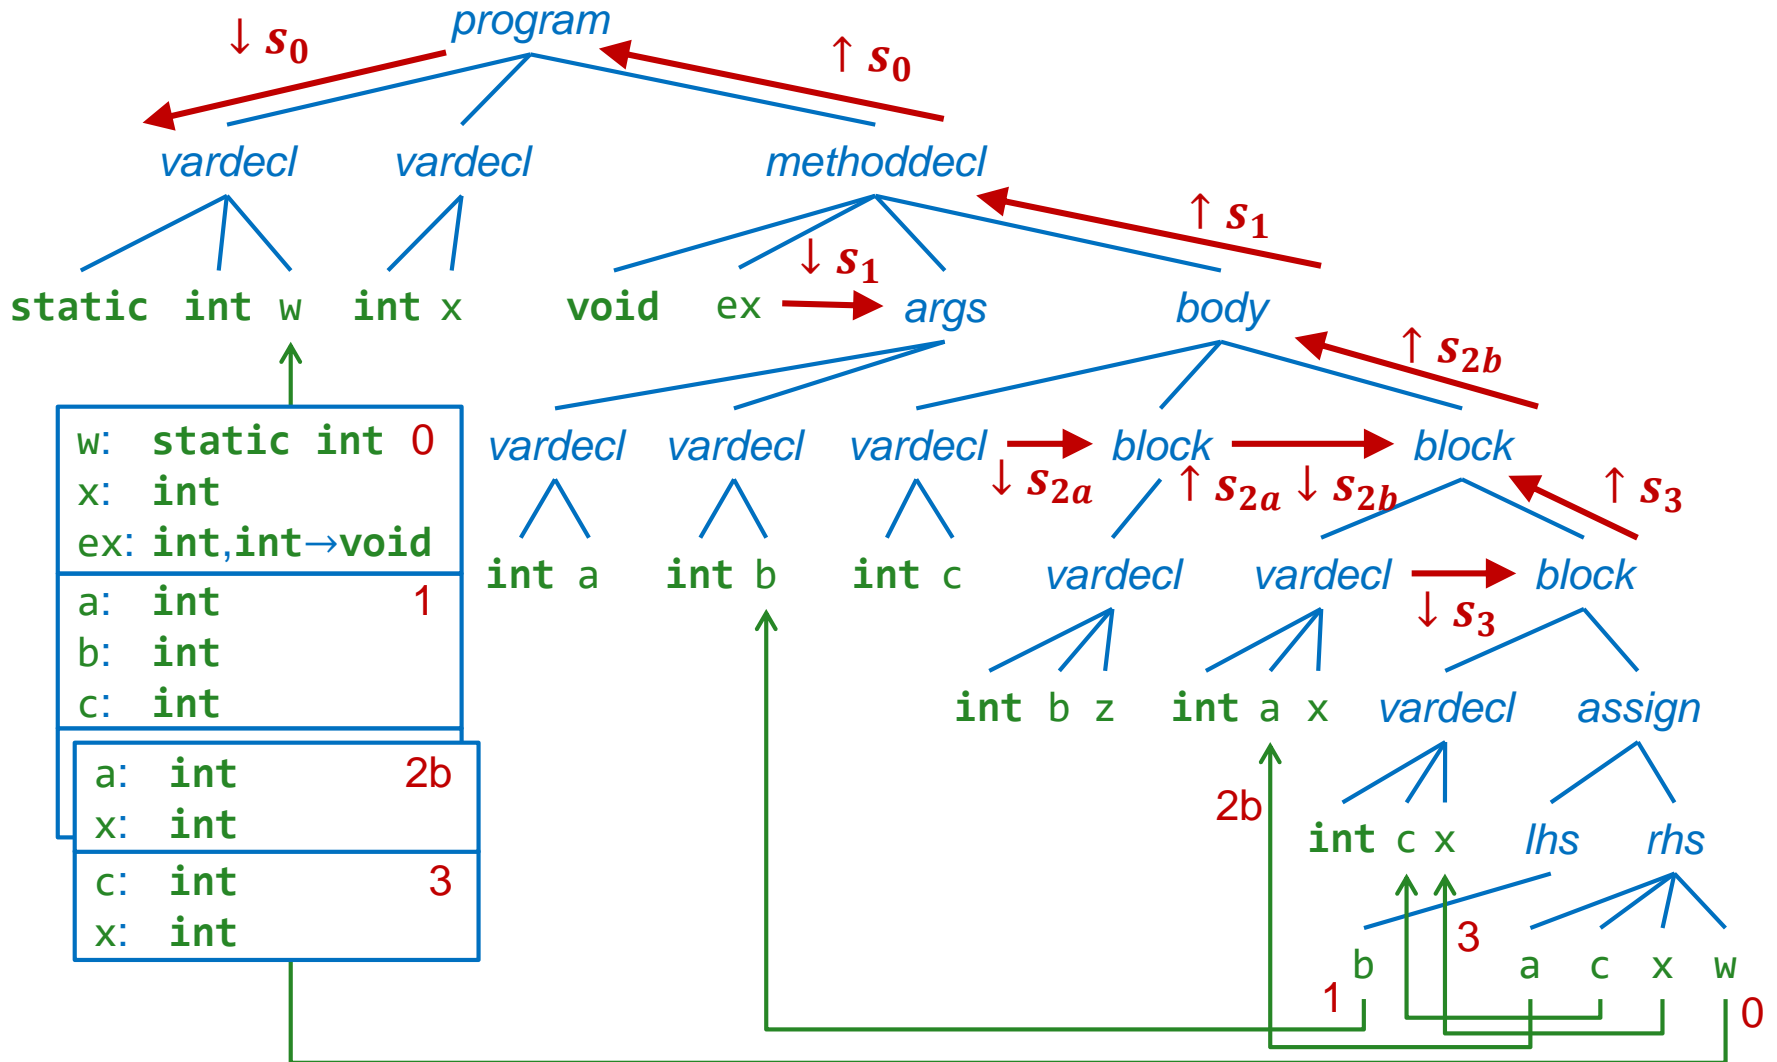 program
↓ s₀
↑ s₀
vardecl vardecl methoddecl
↑ s₁
↓ s₁
static int w int x void ex args body
↑ s₂b
w: static int 0
x: int
ex: int,int→void
a: int 1
b: int
c: int
a: int 2b
x: int
c: int 3
x: int
vardecl vardecl vardecl block block
↓ s₂a ↑ s₂a ↓ s₂b ↑ s₃
int a int b int c vardecl vardecl block
↓ s₃
int b z int a x vardecl assign
2b
int c x lhs rhs
3
b a c x w
1 0